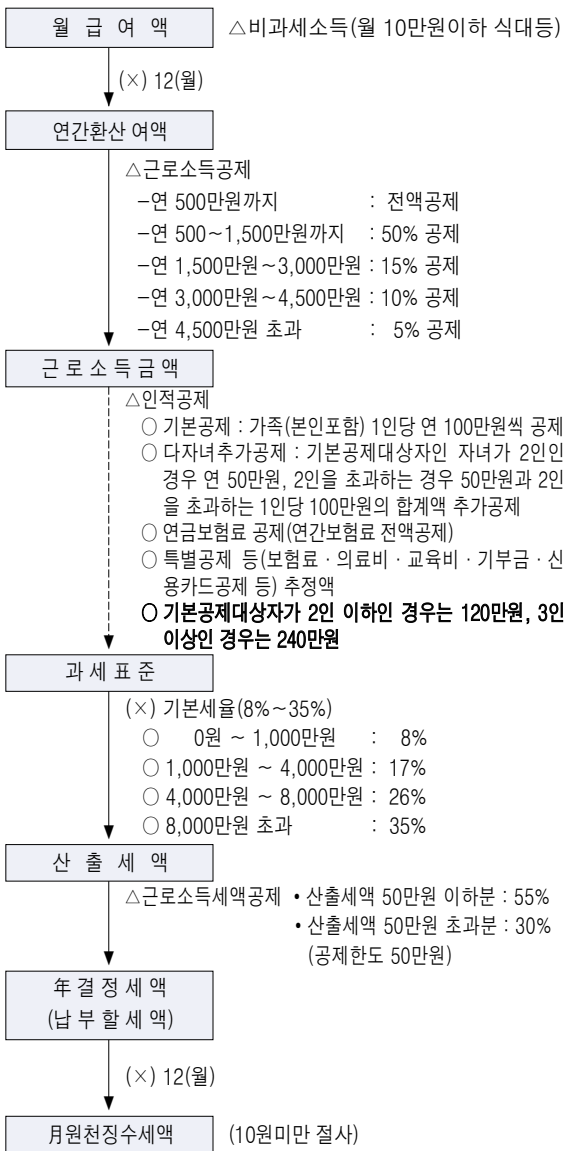 월 급 여 액 △비과세소득(월 10만원이하 식대등)
(×) 12(월)
연간환산 여액
△근로소득공제
-연 500만원까지 : 전액공제
-연 500~1,500만원까지 : 50% 공제
-연 1,500만원~3,000만원 : 15% 공제
-연 3,000만원~4,500만원 : 10% 공제
-연 4,500만원 초과 : 5% 공제
근 로 소 득 금 액
△인적공제
○ 기본공제 : 가족(본인포함) 1인당 연 100만원씩 공제
○ 다자녀추가공제 : 기본공제대상자인 자녀가 2인인
경우 연 50만원, 2인을 초과하는 경우 50만원과 2인
을 초과하는 1인당 100만원의 합계액 추가공제
○ 연금보험료 공제(연간보험료 전액공제)
○ 특별공제 등(보험료 · 의료비 · 교육비 · 기부금 · 신
용카드공제 등) 추정액
○ 기본공제대상자가 2인 이하인 경우는 120만원, 3인
이상인 경우는 240만원
과 세 표 준
(×) 기본세율(8%~35%)
○ 0원 ~ 1,000만원 : 8%
○ 1,000만원 ~ 4,000만원 : 17%
○ 4,000만원 ~ 8,000만원 : 26%
○ 8,000만원 초과 : 35%
산 출 세 액
△근로소득세액공제 • 산출세액 50만원 이하분 : 55%
• 산출세액 50만원 초과분 : 30%
(공제한도 50만원)
年 결 정 세 액
(납 부 할 세 액)
(×) 12(월)
月원천징수세액 (10원미만 절사)